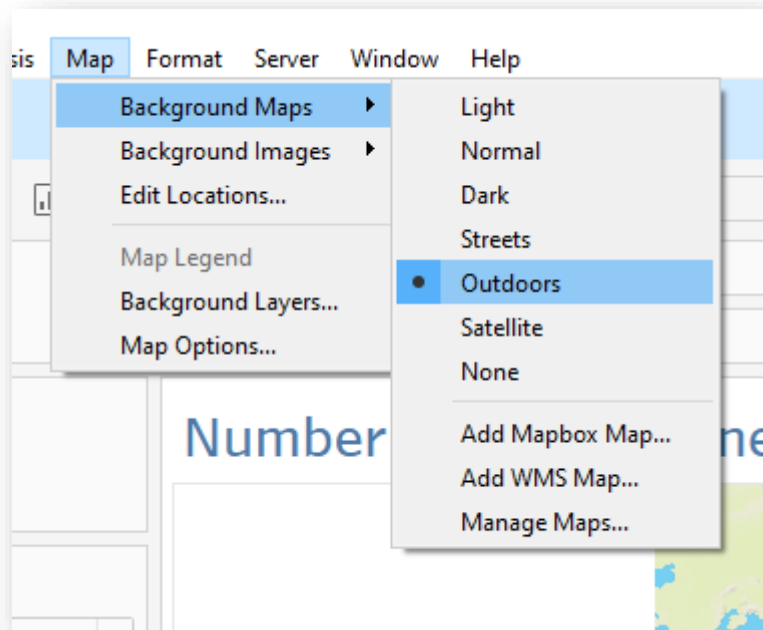 sis Map Format Server Window Help
Background Maps
Background Images
Edit Locations...
Map Legend
Background Layers...
Map Options...
Light
Normal
Dark
Streets
Outdoors
Satellite
None
Add Mapbox Map...
Add WMS Map...
Manage Maps...
Number
ne